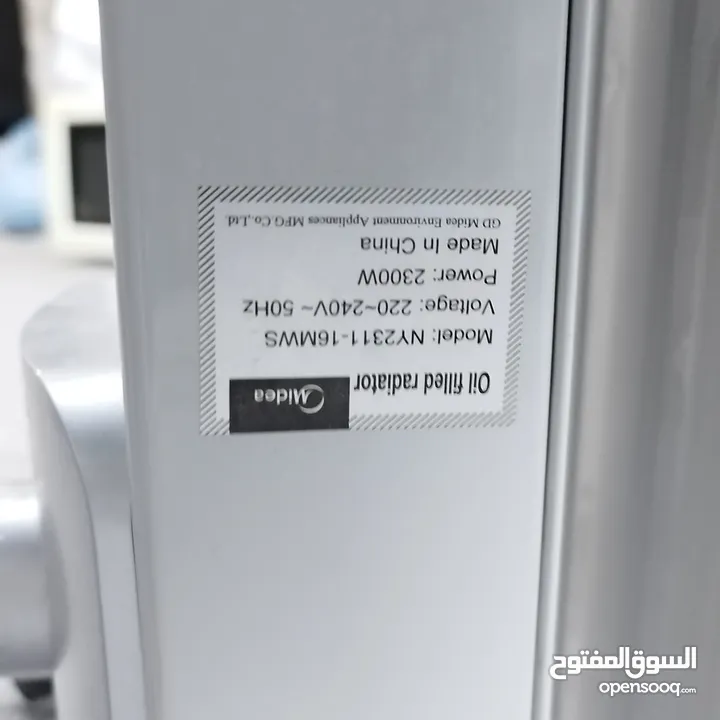 Oil filled radiator
Midea
Model: NY2311-16MWS
Voltage: 220~240V~ 50Hz
Power: 2300W
Made In China
GD Midea Environment Appliances MFG.Co.,Ltd.
السوق المفتوح
opensooq.com